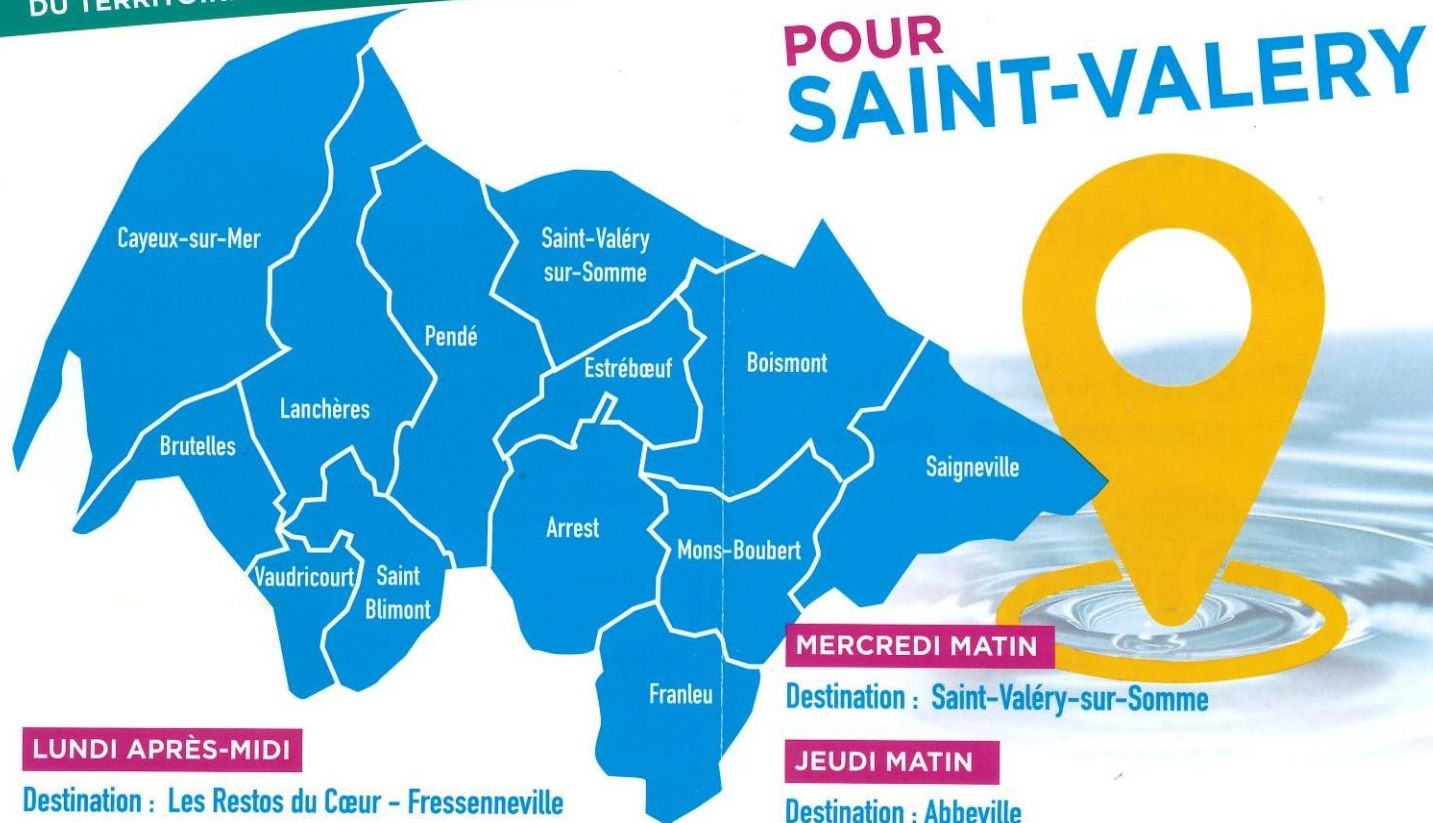 DU TERRITOIRE
POUR
SAINT-VALERY
Cayeux-sur-Mer
Saint-Valéry
sur-Somme
Pendé
Estrébœuf
Boismont
Lanchères
Brutelles
Saigneville
Arrest
Mons-Boubert
Vaudricourt
Saint
Blimont
Franleu
LUNDI APRÈS-MIDI
Destination : Les Restos du Cœur - Fressenneville
MERCREDI MATIN
Destination : Saint-Valéry-sur-Somme
JEUDI MATIN
Destination : Abbeville